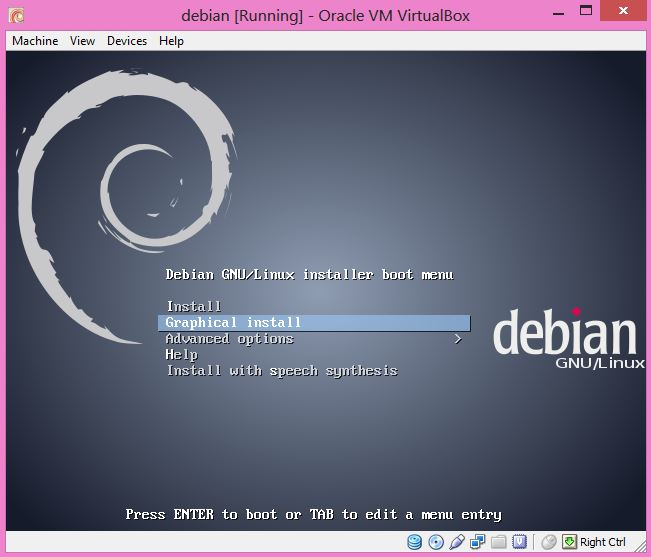 debian [Running] - Oracle VM VirtualBox
Machine View Devices Help
Debian GNU/Linux installer boot menu
Install
Graphical install
Advanced options >
Help
Install with speech synthesis
debian
GNU/Linux
Press ENTER to boot or TAB to edit a menu entry
Right Ctrl